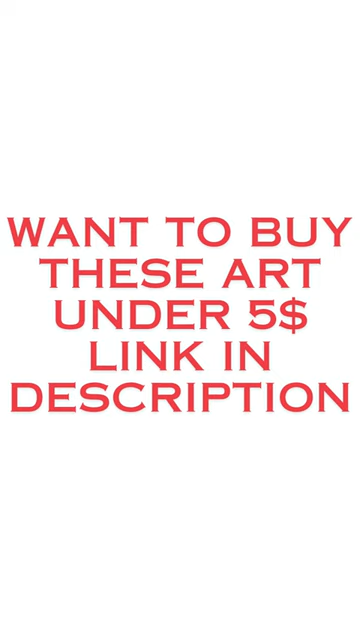 WANT TO BUY
THESE ART
UNDER 5$
LINK IN
DESCRIPTION